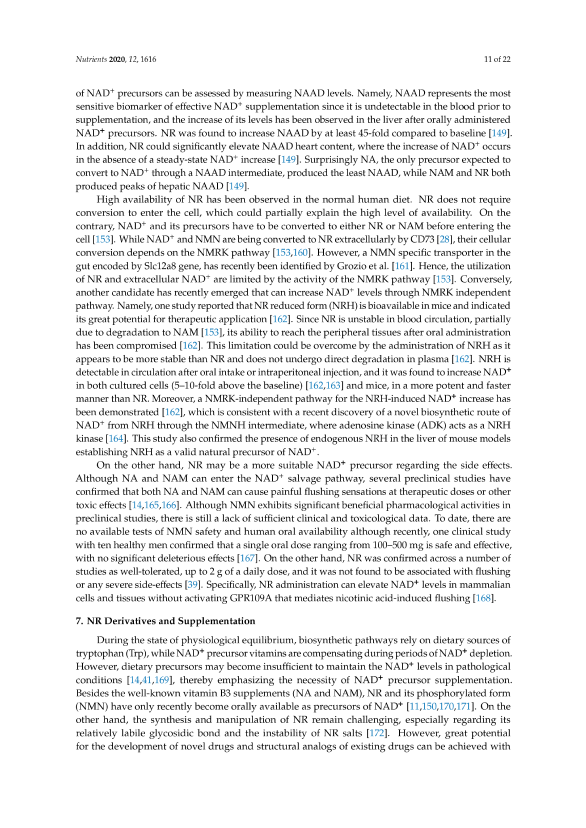 Nutrients 2020, 12, 1616
11 of 22
of NAD+ precursors can be assessed by measuring NAAD levels. Namely, NAAD represents the most
sensitive biomarker of effective NAD+ supplementation since it is undetectable in the blood prior to
supplementation, and the increase of its levels has been observed in the liver after orally administered
NAD+ precursors. NR was found to increase NAAD by at least 45-fold compared to baseline [149].
In addition, NR could significantly elevate NAAD heart content, where the increase of NAD+ occurs
in the absence of a steady-state NAD+ increase [149]. Surprisingly NA, the only precursor expected to
convert to NAD+ through a NAAD intermediate, produced the least NAAD, while NAM and NR both
produced peaks of hepatic NAAD [149].
High availability of NR has been observed in the normal human diet. NR does not require
conversion to enter the cell, which could partially explain the high level of availability. On the
contrary, NAD+ and its precursors have to be converted to either NR or NAM before entering the
cell [153]. While NAD+ and NMN are being converted to NR extracellularly by CD73 [28], their cellular
conversion depends on the NMRK pathway [153,160]. However, a NMN specific transporter in the
gut encoded by Slc12a8 gene, has recently been identified by Grozio et al. [161]. Hence, the utilization
of NR and extracellular NAD+ are limited by the activity of the NMRK pathway [153]. Conversely,
another candidate has recently emerged that can increase NAD+ levels through NMRK independent
pathway. Namely, one study reported that NR reduced form (NRH) is bioavailable in mice and indicated
its great potential for therapeutic application [162]. Since NR is unstable in blood circulation, partially
due to degradation to NAM [153], its ability to reach the peripheral tissues after oral administration
has been compromised [162]. This limitation could be overcome by the administration of NRH as it
appears to be more stable than NR and does not undergo direct degradation in plasma [162]. NRH is
detectable in circulation after oral intake or intraperitoneal injection, and it was found to increase NAD+
in both cultured cells (5–10-fold above the baseline) [162,163] and mice, in a more potent and faster
manner than NR. Moreover, a NMRK-independent pathway for the NRH-induced NAD+ increase has
been demonstrated [162], which is consistent with a recent discovery of a novel biosynthetic route of
NAD+ from NRH through the NMNH intermediate, where adenosine kinase (ADK) acts as a NRH
kinase [164]. This study also confirmed the presence of endogenous NRH in the liver of mouse models
establishing NRH as a valid natural precursor of NAD+.
On the other hand, NR may be a more suitable NAD+ precursor regarding the side effects.
Although NA and NAM can enter the NAD+ salvage pathway, several preclinical studies have
confirmed that both NA and NAM can cause painful flushing sensations at therapeutic doses or other
toxic effects [14,165,166]. Although NMN exhibits significant beneficial pharmacological activities in
preclinical studies, there is still a lack of sufficient clinical and toxicological data. To date, there are
no available tests of NMN safety and human oral availability although recently, one clinical study
with ten healthy men confirmed that a single oral dose ranging from 100–500 mg is safe and effective,
with no significant deleterious effects [167]. On the other hand, NR was confirmed across a number of
studies as well-tolerated, up to 2 g of a daily dose, and it was not found to be associated with flushing
or any severe side-effects [39]. Specifically, NR administration can elevate NAD+ levels in mammalian
cells and tissues without activating GPR109A that mediates nicotinic acid-induced flushing [168].
7. NR Derivatives and Supplementation
During the state of physiological equilibrium, biosynthetic pathways rely on dietary sources of
tryptophan (Trp), while NAD+ precursor vitamins are compensating during periods of NAD+ depletion.
However, dietary precursors may become insufficient to maintain the NAD+ levels in pathological
conditions [14,41,169], thereby emphasizing the necessity of NAD+ precursor supplementation.
Besides the well-known vitamin B3 supplements (NA and NAM), NR and its phosphorylated form
(NMN) have only recently become orally available as precursors of NAD+ [11,150,170,171]. On the
other hand, the synthesis and manipulation of NR remain challenging, especially regarding its
relatively labile glycosidic bond and the instability of NR salts [172]. However, great potential
for the development of novel drugs and structural analogs of existing drugs can be achieved with